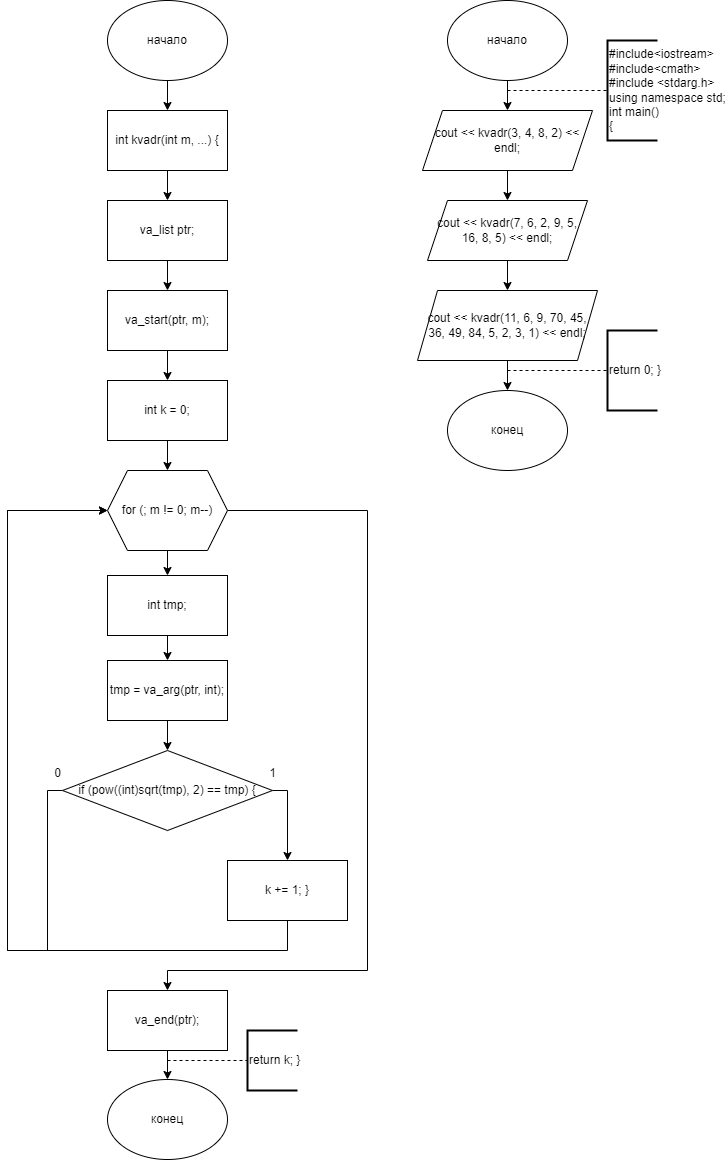 начало
int kvadr(int m, ...) {
va_list ptr;
va_start(ptr, m);
int k = 0;
for (; m != 0; m--)
int tmp;
tmp = va_arg(ptr, int);
0
1
if (pow((int)sqrt(tmp), 2) == tmp) {
k += 1; }
va_end(ptr);
return k; }
конец
начало
#include<iostream>
#include<cmath>
#include <stdarg.h>
using namespace std;
int main()
{
cout << kvadr(3, 4, 8, 2) <<
endl;
cout << kvadr(7, 6, 2, 9, 5,
16, 8, 5) << endl;
cout << kvadr(11, 6, 9, 70, 45,
36, 49, 84, 5, 2, 3, 1) << endl;
return 0; }
конец